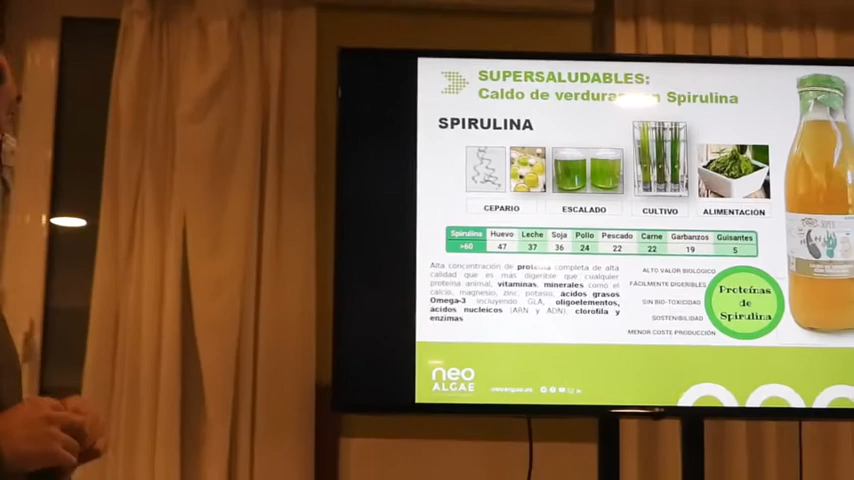 SUPERSALUDABLES:
Caldo de verduras Spirulina
SPIRULINA
CEPARIO ESCALADO CULTIVO ALIMENTACIÓN
Spirulina Huevo Leche Soja Pollo Pescado Carne Garbanzos Guisantes
>60 47 37 36 24 22 22 19 5
Alta concentración de proteína completa de alta
calidad que es más digerible que cualquier
proteína animal, vitaminas, minerales como el
calcio, magnesio, zinc, potasio, ácidos grasos
Omega-3 incluyendo GLA, oligoelementos,
ácidos nucleicos (ARN y ADN), clorofila y
enzimas
ALTO VALOR BIOLÓGICO
FÁCILMENTE DIGERIBLES
SIN BIO-TOXICIDAD
SOSTENIBILIDAD
MENOR COSTE PRODUCCIÓN
Proteínas
de
Spirulina
neo
ALGAE
neoalgae.es